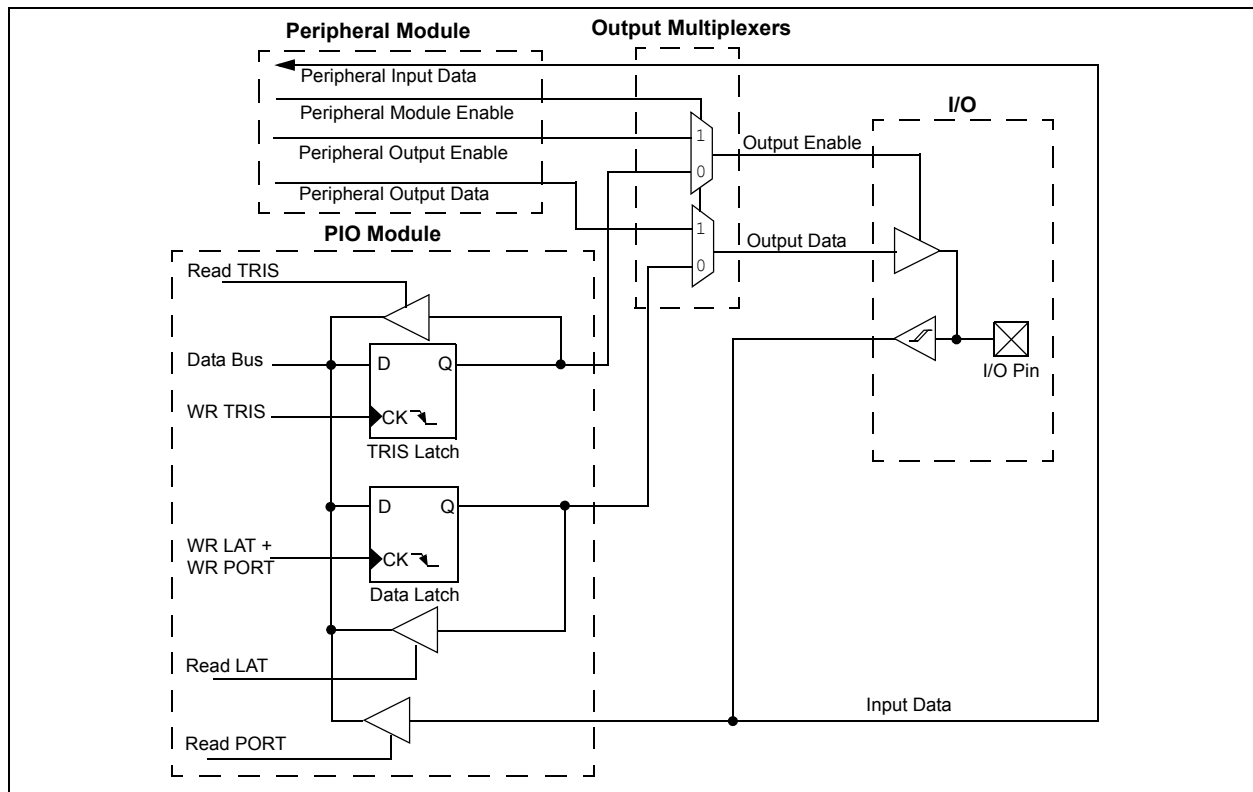 Peripheral Module
Output Multiplexers
Peripheral Input Data
Peripheral Module Enable
I/O
Peripheral Output Enable
1
0
Output Enable
Peripheral Output Data
1
0
Output Data
PIO Module
Read TRIS
Data Bus
D
Q
I/O Pin
WR TRIS
CK
TRIS Latch
D
Q
WR LAT +
WR PORT
CK
Data Latch
Read LAT
Input Data
Read PORT